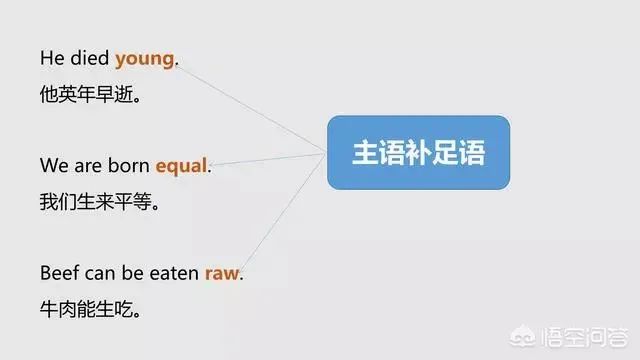 He died young.
他英年早逝。
We are born equal.
我们生来平等。
Beef can be eaten raw.
牛肉能生吃。
主语补足语
悟空问答